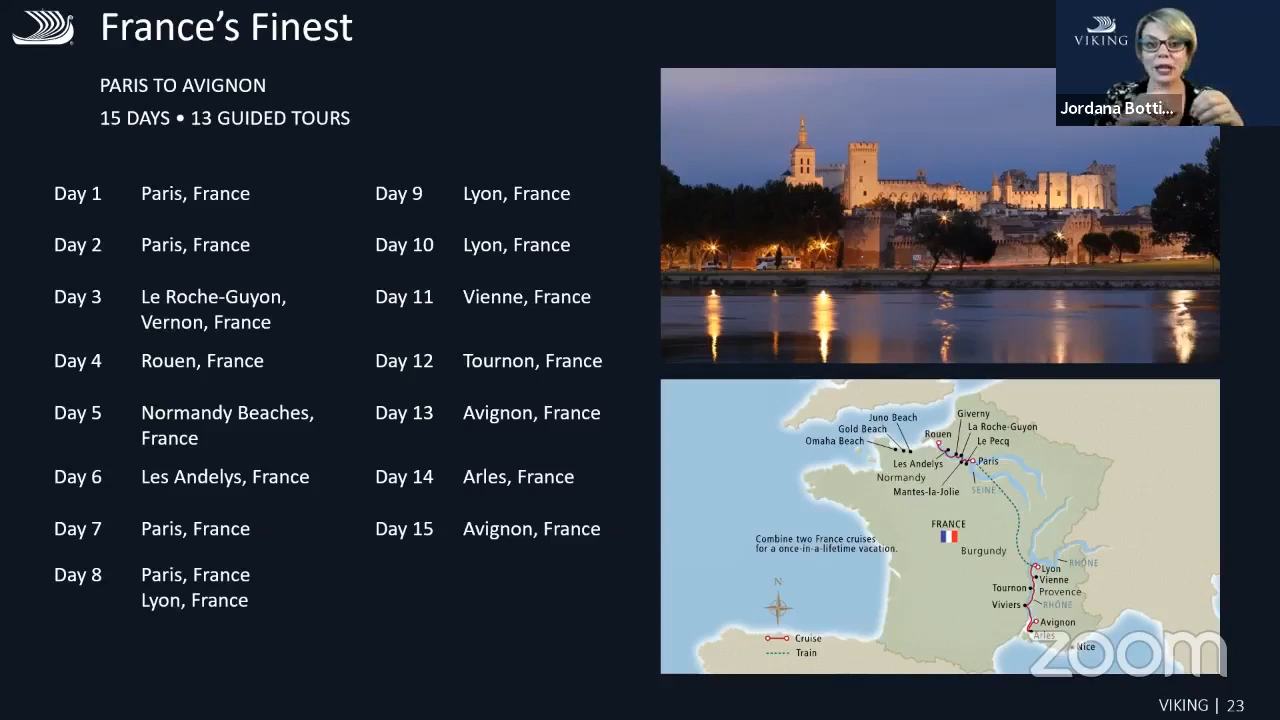 France's Finest
PARIS TO AVIGNON
15 DAYS • 13 GUIDED TOURS
Day 1 Paris, France
Day 2 Paris, France
Day 3 Le Roche-Guyon,
Vernon, France
Day 4 Rouen, France
Day 5 Normandy Beaches,
France
Day 6 Les Andelys, France
Day 7 Paris, France
Day 8 Paris, France
Lyon, France
Day 9 Lyon, France
Day 10 Lyon, France
Day 11 Vienne, France
Day 12 Tournon, France
Day 13 Avignon, France
Day 14 Arles, France
Day 15 Avignon, France
VIKING
Jordana Botti...
Juno Beach
Gold Beach
Omaha Beach
Giverny
La Roche-Guyon
Rouen
Le Pecq
Les Andelys
Paris
Normandy
Mantes-la-Jolie
SEINE
FRANCE
Combine two France cruises
for a once-in-a-lifetime vacation.
Burgundy
RHÔNE
Lyon
Vienne
Tournon
Provence
Viviers
RHÔNE
Avignon
Arles
Nice
N
Cruise
Train
zoom
VIKING | 23